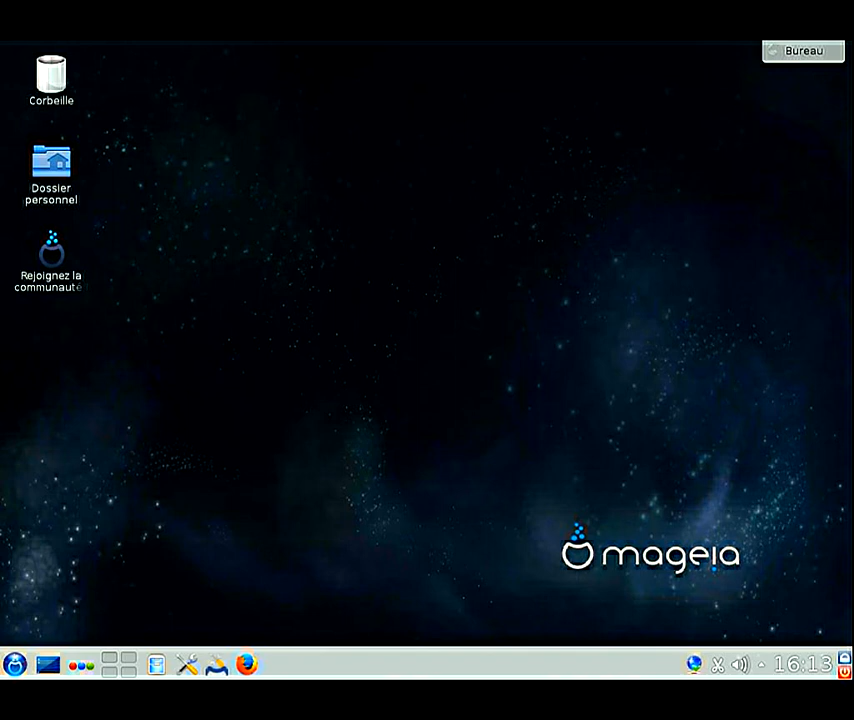 Bureau
Corbeille
Dossier
personnel
Rejoignez la
communauté
mageia
16:13